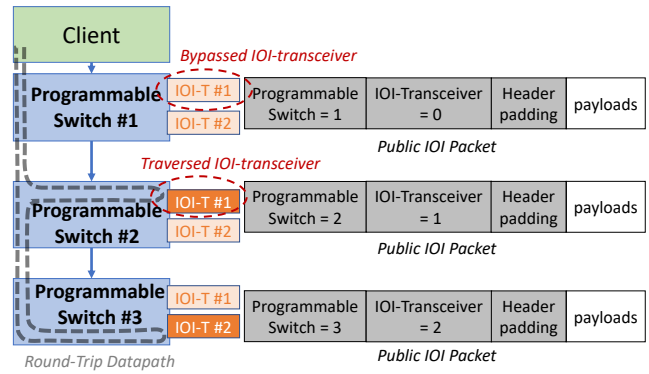 Client
Bypassed IOI-transceiver
Programmable
Switch #1
IOI-T #1
IOI-T #2
Programmable
Switch = 1
IOI-Transceiver
= 0
Header
padding
payloads
Public IOI Packet
Traversed IOI-transceiver
Programmable
Switch #2
IOI-T #1
IOI-T #2
Programmable
Switch = 2
IOI-Transceiver
= 1
Header
padding
payloads
Public IOI Packet
Programmable
Switch #3
IOI-T #1
IOI-T #2
Programmable
Switch = 3
IOI-Transceiver
= 2
Header
padding
payloads
Round-Trip Datapath
Public IOI Packet